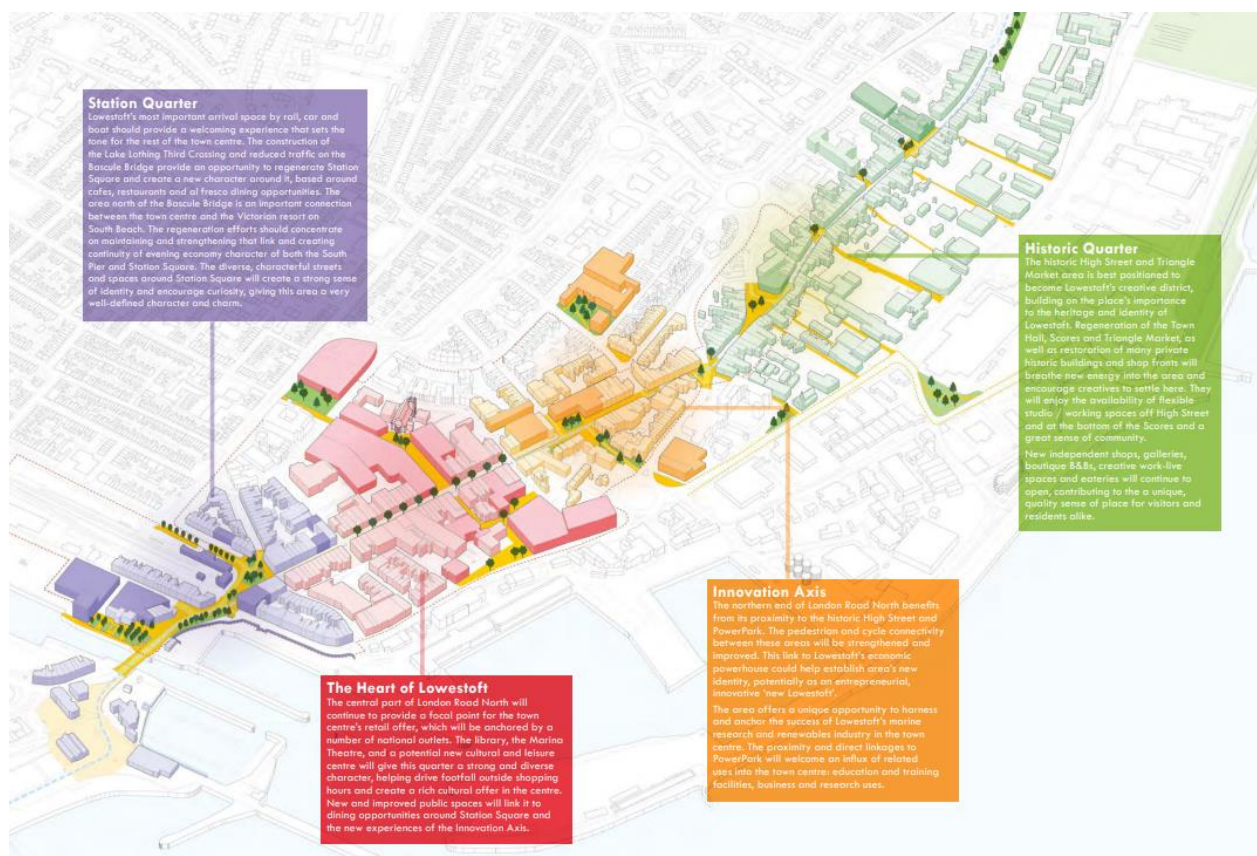 Station Quarter
Lowestoft's most important arrival space by rail, car and
boat should provide a welcoming experience that sets the
tone for the rest of the town centre. The construction of
the Lake Lothing Third Crossing and reduced traffic on the
Bascule Bridge provide an opportunity to regenerate Station
Square and create a new character around it, based around
cafes, restaurants and al fresco dining opportunities. The
area north of the Bascule Bridge is an important connection
between the town centre and the Victorian resort on
South Beach. The regeneration efforts should concentrate
on maintaining and strengthening that link and creating
continuity of evening economy character of both the South
Pier and Station Square. The diverse, characterful streets
and spaces around Station Square will create a strong sense
of identity and encourage curiosity, giving this area a very
well-defined character and charm.
Historic Quarter
The historic High Street and Triangle
Market area is best positioned to
become Lowestoft's creative district,
building on the place's importance
to the heritage and identity of
Lowestoft. Regeneration of the Town
Hall, Scores and Triangle Market, as
well as restoration of many private
historic buildings and shop fronts will
breathe new energy into the area and
encourage creatives to settle here. They
will enjoy the availability of flexible
studio / working spaces off High Street
and at the bottom of the Scores and a
great sense of community.
New independent shops, galleries,
boutique B&Bs, creative work-live
spaces and eateries will continue to
open, contributing to the a unique,
quality sense of place for visitors and
residents alike.
Innovation Axis
The northern end of London Road North benefits
from its proximity to the historic High Street and
PowerPark. The pedestrian and cycle connectivity
between these areas will be strengthened and
improved. This link to Lowestoft's economic
powerhouse could help establish area's new
identity, potentially as an entrepreneurial,
innovative 'new Lowestoft'.
The area offers a unique opportunity to harness
and anchor the success of Lowestoft's marine
research and renewables industry in the town
centre. The proximity and direct linkages to
PowerPark will welcome an influx of related
uses into the town centre: education and training
facilities, business and research uses.
The Heart of Lowestoft
The central part of London Road North will
continue to provide a focal point for the town
centre's retail offer, which will be anchored by a
number of national outlets. The library, the Marina
Theatre, and a potential new cultural and leisure
centre will give this quarter a strong and diverse
character, helping drive footfall outside shopping
hours and create a rich cultural offer in the centre.
New and improved public spaces will link it to
dining opportunities around Station Square and
the new experiences of the Innovation Axis.